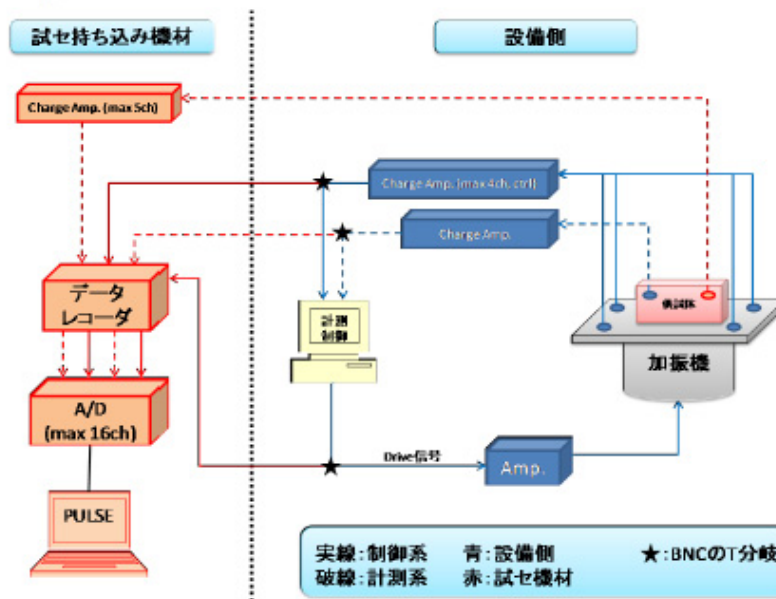 試セ持ち込み機材
設備側
Charge Amp. (max 5ch)
Charge Amp. (max 4ch, ctrl)
Charge Amp.
データ
レコーダ
計測
制御
供試体
加振機
A/D
(max 16ch)
Drive信号
Amp.
PULSE
実線:制御系 青:設備側 ★:BNCのT分岐
破線:計測系 赤:試セ機材